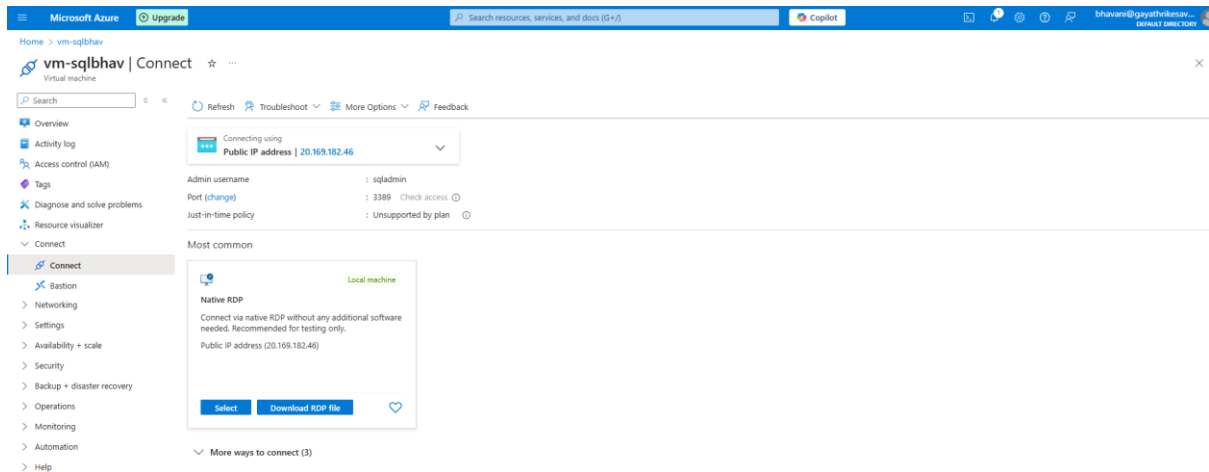 Microsoft Azure
Upgrade
Search resources, services, and docs (G+/)
Copilot
bhavani@gayathrikesav...
DEFAULT DIRECTORY
Home > vm-sqlbhav
vm-sqlbhav | Connect
Virtual machine
Search
Overview
Activity log
Access control (IAM)
Tags
Diagnose and solve problems
Resource visualizer
Connect
Connect
Bastion
Networking
Settings
Availability + scale
Security
Backup + disaster recovery
Operations
Monitoring
Automation
Help
Refresh Troubleshoot More Options Feedback
Connecting using
Public IP address | 20.169.182.46
Admin username : sqladmin
Port (change) : 3389 Check access
Just-in-time policy : Unsupported by plan
Most common
Local machine
Native RDP
Connect via native RDP without any additional software
needed. Recommended for testing only.
Public IP address (20.169.182.46)
Select Download RDP file
More ways to connect (3)